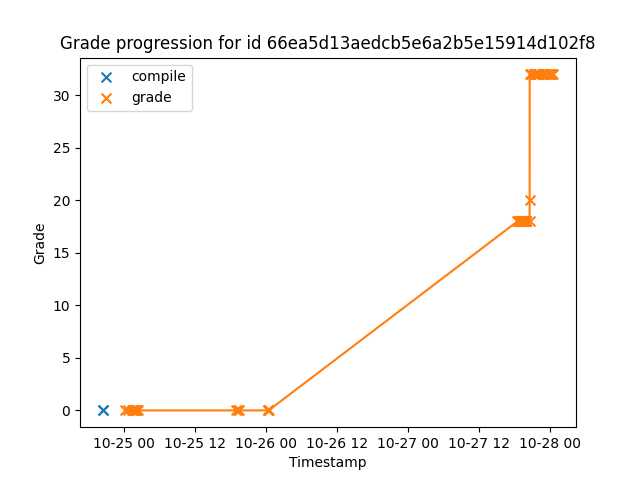 Grade progression for id 66ea5d13aedcb5e6a2b5e15914d102f8
compile
grade
30
25
20
15
10
5
0
Grade
10-25 00 10-25 12 10-26 00 10-26 12 10-27 00 10-27 12 10-28 00
Timestamp